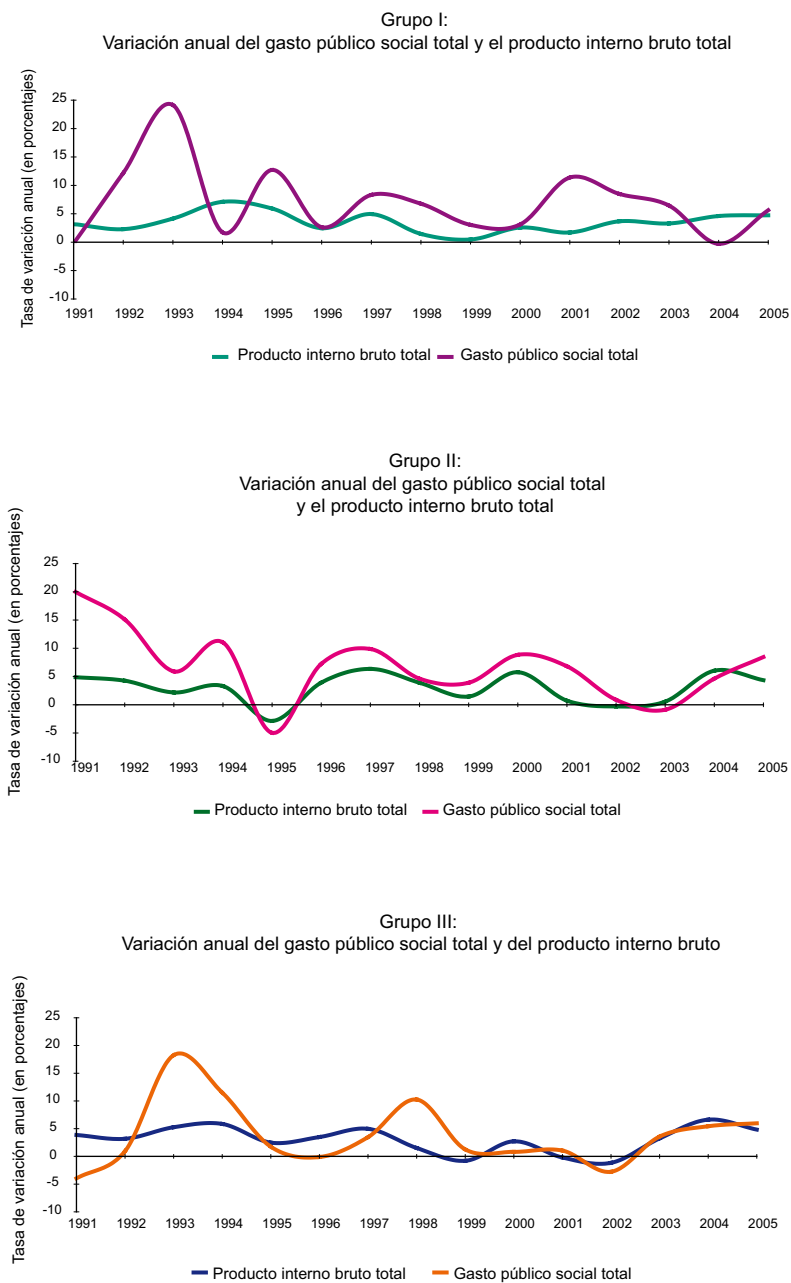 Grupo I:
Variación anual del gasto público social total y el producto interno bruto total
Tasa de variación anual (en porcentajes)
25
20
15
10
5
0
-5
-10
1991 1992 1993 1994 1995 1996 1997 1998 1999 2000 2001 2002 2003 2004 2005
Producto interno bruto total Gasto público social total
Grupo II:
Variación anual del gasto público social total
y el producto interno bruto total
Tasa de variación anual (en porcentajes)
25
20
15
10
5
0
-5
-10
1991 1992 1993 1994 1995 1996 1997 1998 1999 2000 2001 2002 2003 2004 2005
Producto interno bruto total Gasto público social total
Grupo III:
Variación anual del gasto público social total y del producto interno bruto
Tasa de variación anual (en porcentajes)
25
20
15
10
5
0
-5
-10
1991 1992 1993 1994 1995 1996 1997 1998 1999 2000 2001 2002 2003 2004 2005
Producto interno bruto total Gasto público social total